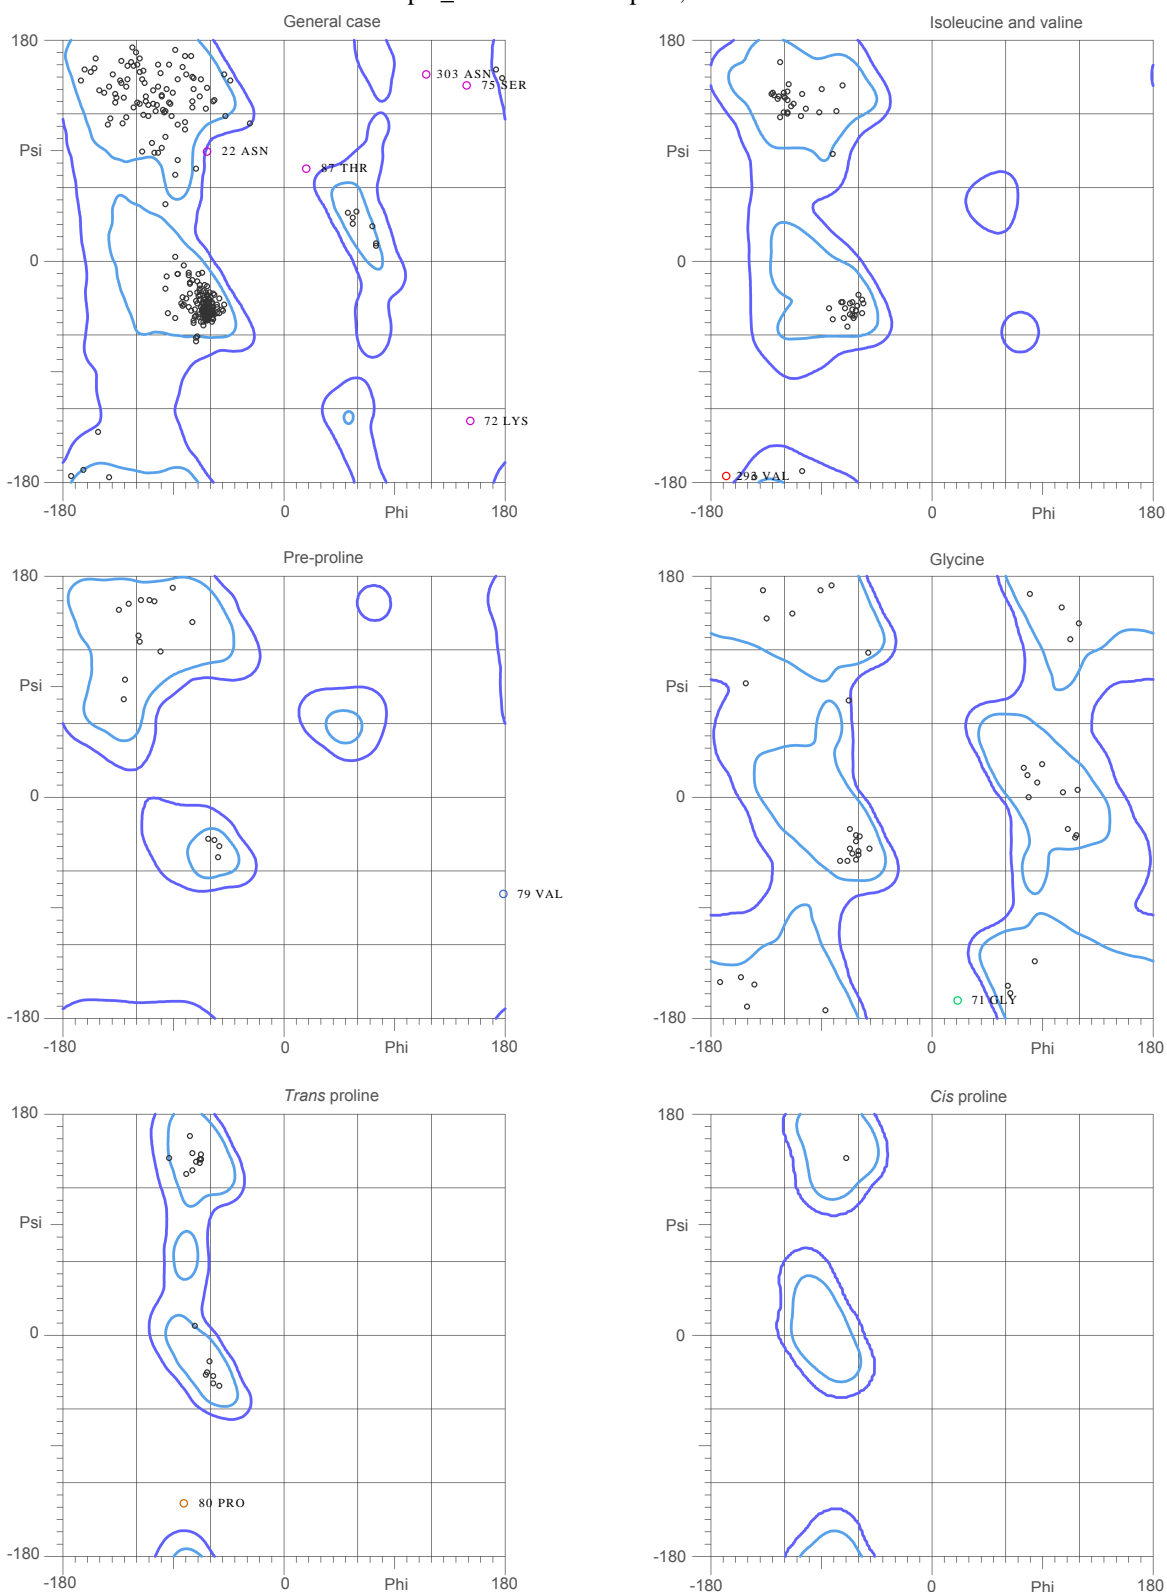 General case
180
Psi
0
-180
-180
0
Phi
180
303 ASN
75 SER
22 ASN
87 THR
72 LYS
Isoleucine and valine
180
Psi
0
-180
-180
0
Phi
180
293 VAL
Pre-proline
180
Psi
0
-180
-180
0
Phi
180
79 VAL
Glycine
180
Psi
0
-180
-180
0
Phi
180
71 GLY
Trans proline
180
Psi
0
-180
-180
0
Phi
180
80 PRO
Cis proline
180
Psi
0
-180
-180
0
Phi
180